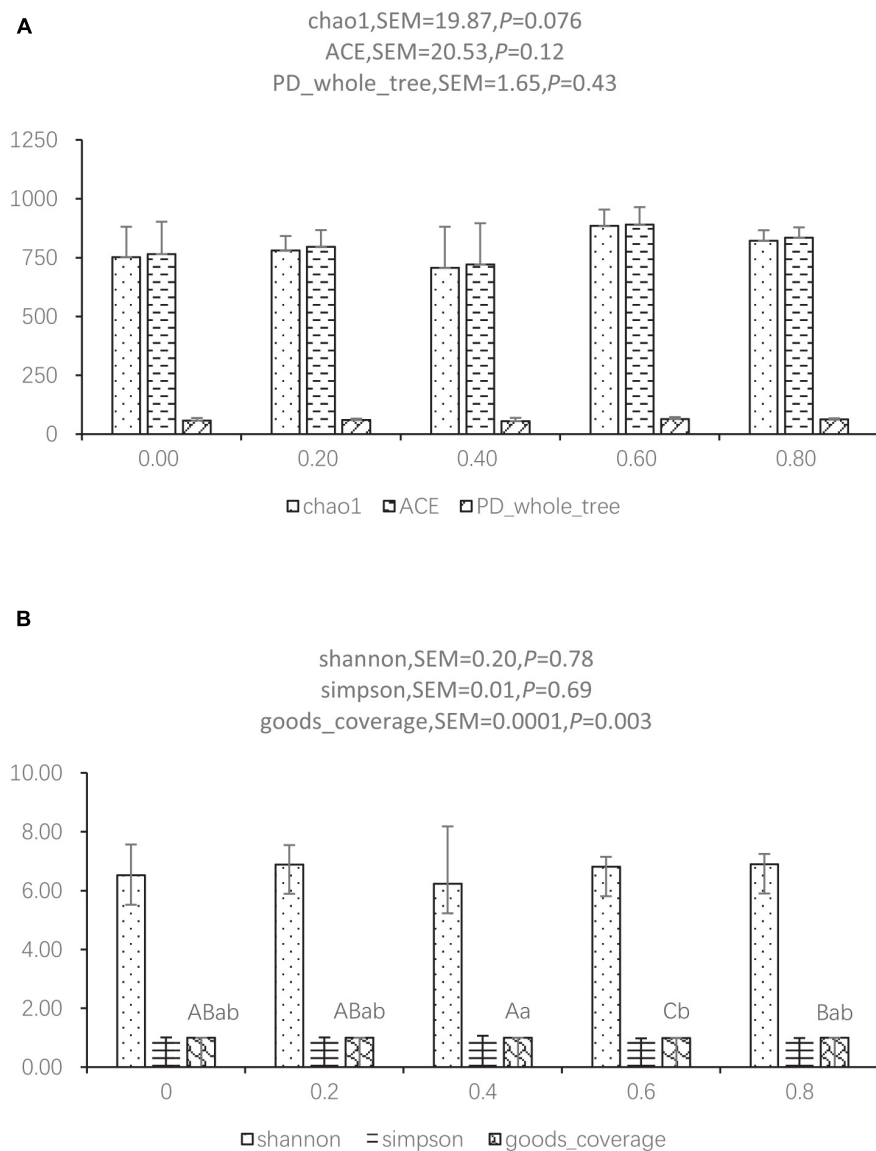 A
chao1,SEM=19.87,P=0.076
ACE,SEM=20.53,P=0.12
PD_whole_tree,SEM=1.65,P=0.43
1250
1000
750
500
250
0
0.00 0.20 0.40 0.60 0.80
chao1 ACE PD_whole_tree
B
shannon,SEM=0.20,P=0.78
simpson,SEM=0.01,P=0.69
goods_coverage,SEM=0.0001,P=0.003
10.00
8.00
6.00
4.00
2.00
ABab ABab Aa Cb Bab
0.00
0 0.2 0.4 0.6 0.8
shannon simpson goods_coverage